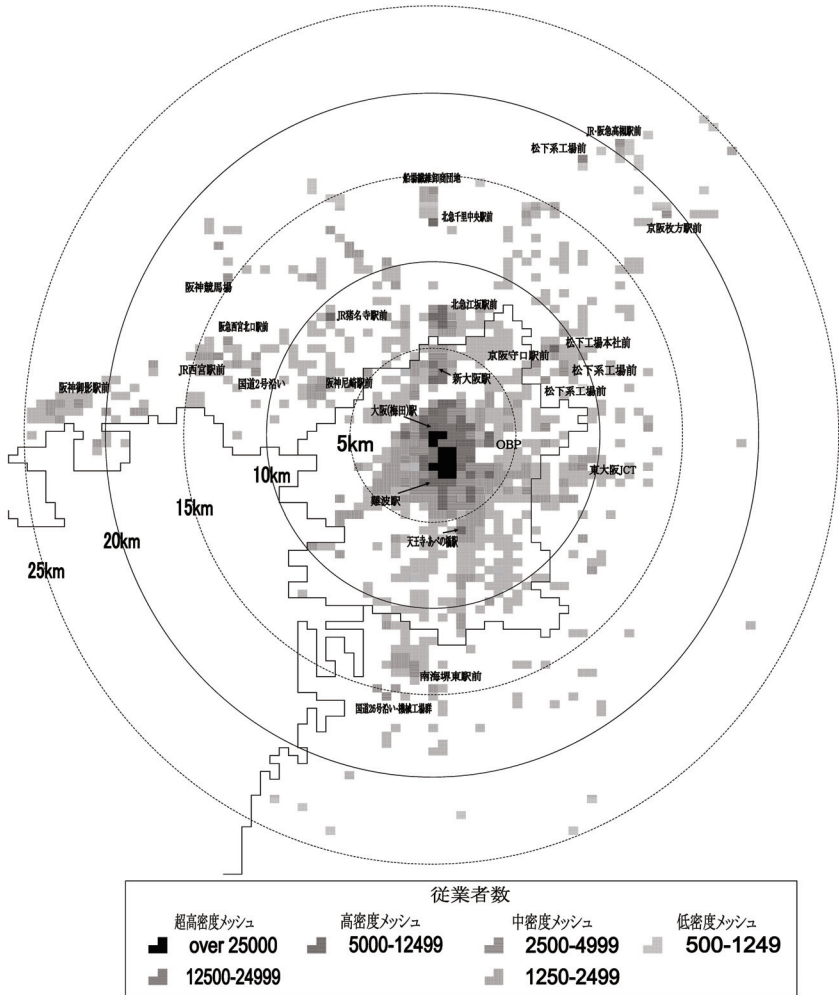 JR・阪急高槻駅前
松下系工場前
船場繊維卸商団地
北急千里中央駅前
京阪枚方駅前
阪神競馬場
JR猪名寺駅前
北急江坂駅前
阪急西宮北口駅前
京阪守口駅前
松下工場本社前
JR西宮駅前
国道2号沿い
阪神尼崎駅前
新大阪駅
松下系工場前
阪神御影駅前
松下系工場前
大阪(梅田)駅
5km
OBP
10km
東大阪JCT
難波駅
15km
20km
天王寺・あべの橋駅
25km
南海堺東駅前
国道26号沿い・機械工場群
従業者数
超高密度メッシュ 高密度メッシュ 中密度メッシュ 低密度メッシュ
over 25000 5000-12499 2500-4999 500-1249
12500-24999 1250-2499